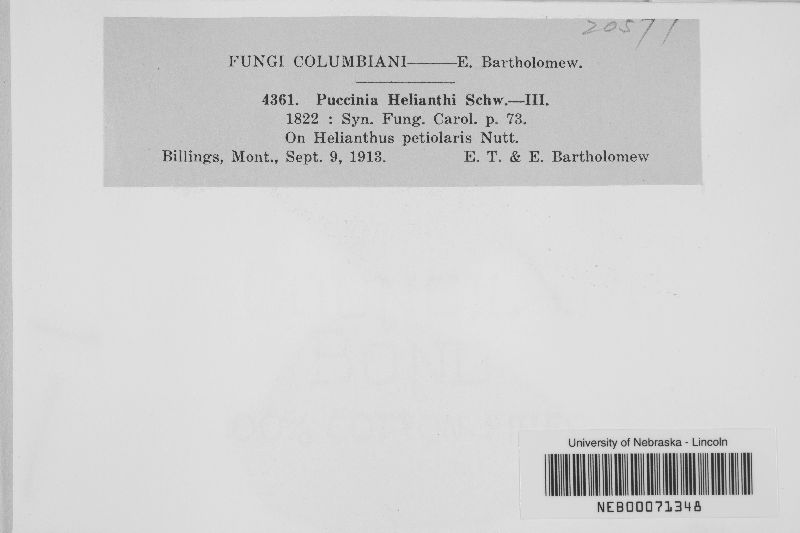 20571
FUNGI COLUMBIANI——E. Bartholomew.
4361. Puccinia Helianthi Schw.—III.
1822 : Syn. Fung. Carol. p. 73.
On Helianthus petiolaris Nutt.
Billings, Mont., Sept. 9, 1913. E. T. & E. Bartholomew
University of Nebraska - Lincoln
NEB00071348